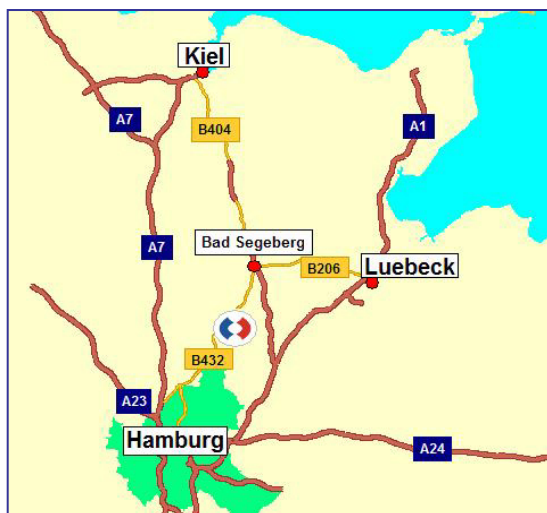 Kiel
A7
B404
A1
A7
Bad Segeberg
B206
Luebeck
B432
A23
Hamburg
A24